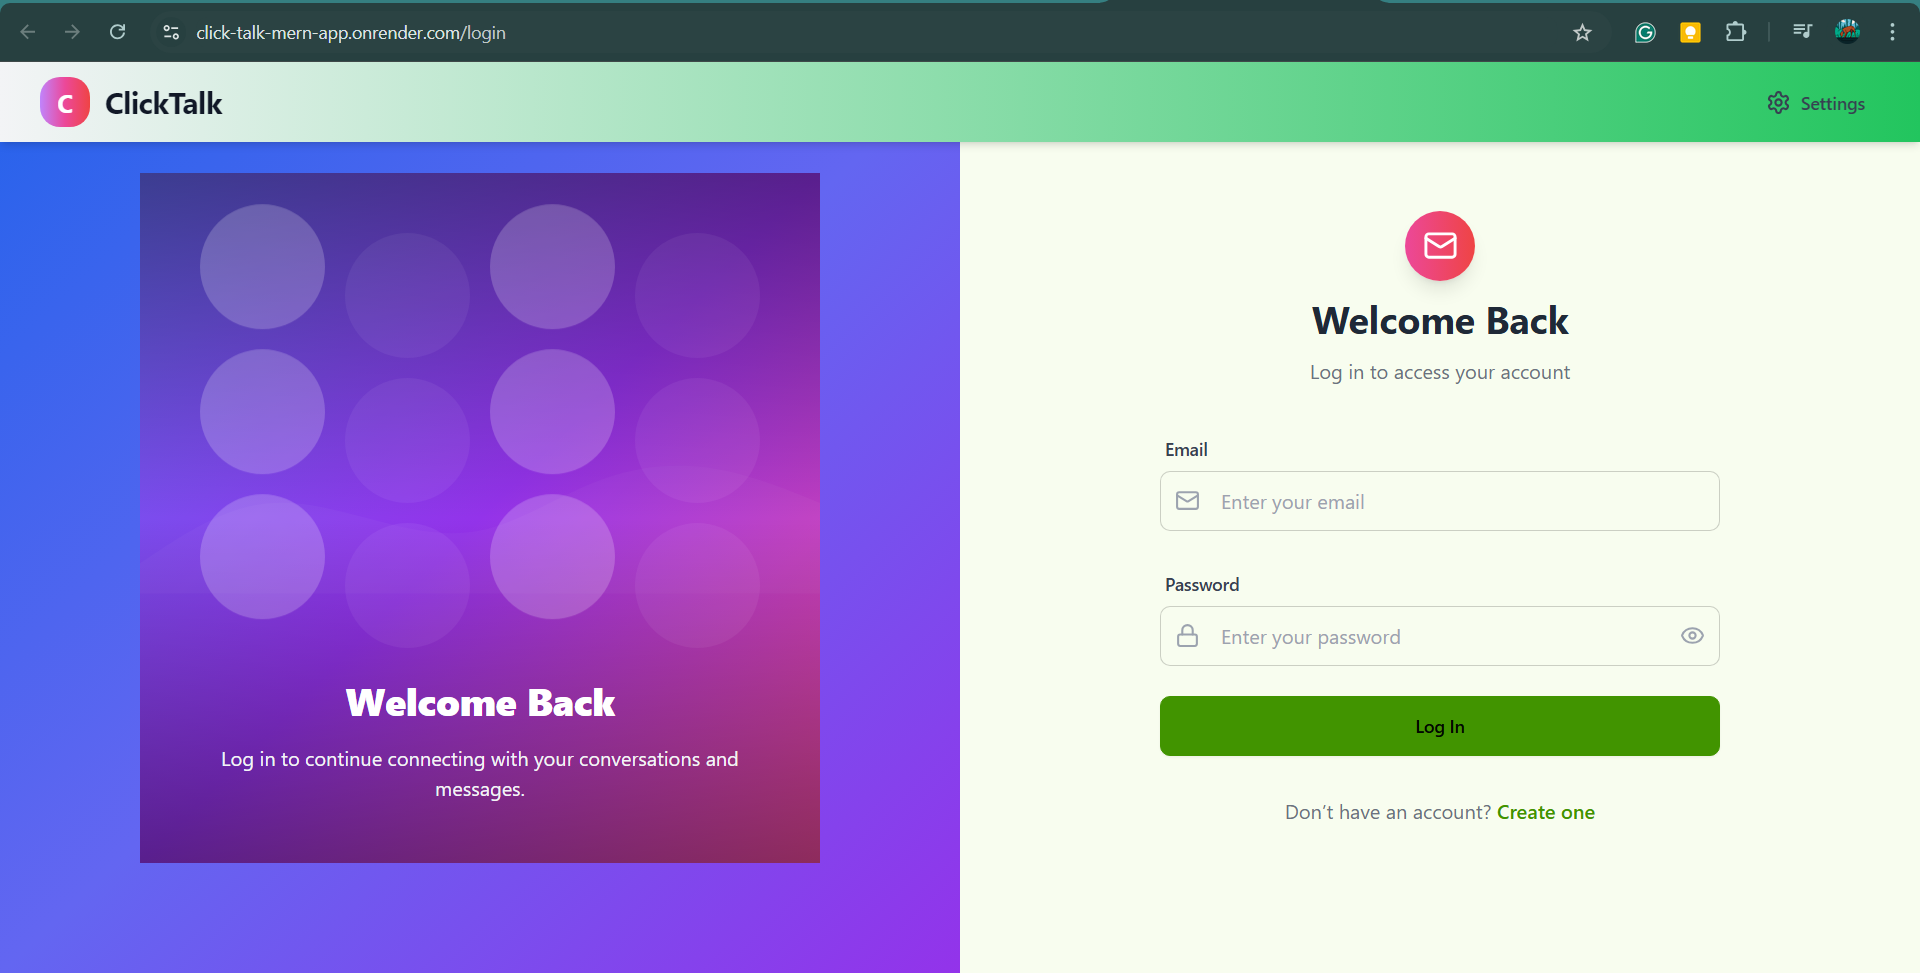 click-talk-mern-app.onrender.com/login
C
ClickTalk
Settings
Welcome Back
Log in to continue connecting with your conversations and
messages.
Welcome Back
Log in to access your account
Email
Enter your email
Password
Enter your password
Log In
Don't have an account? Create one